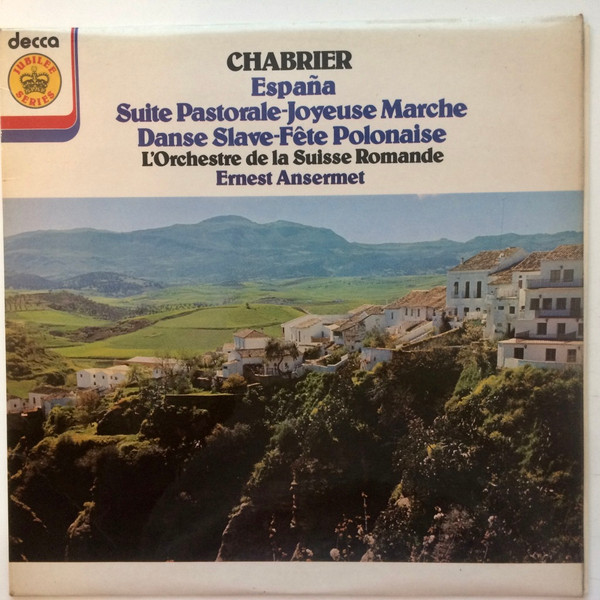 decca
JUBILEE
SERIES
CHABRIER
España
Suite Pastorale-Joyeuse Marche
Danse Slave-Fête Polonaise
L'Orchestre de la Suisse Romande
Ernest Ansermet